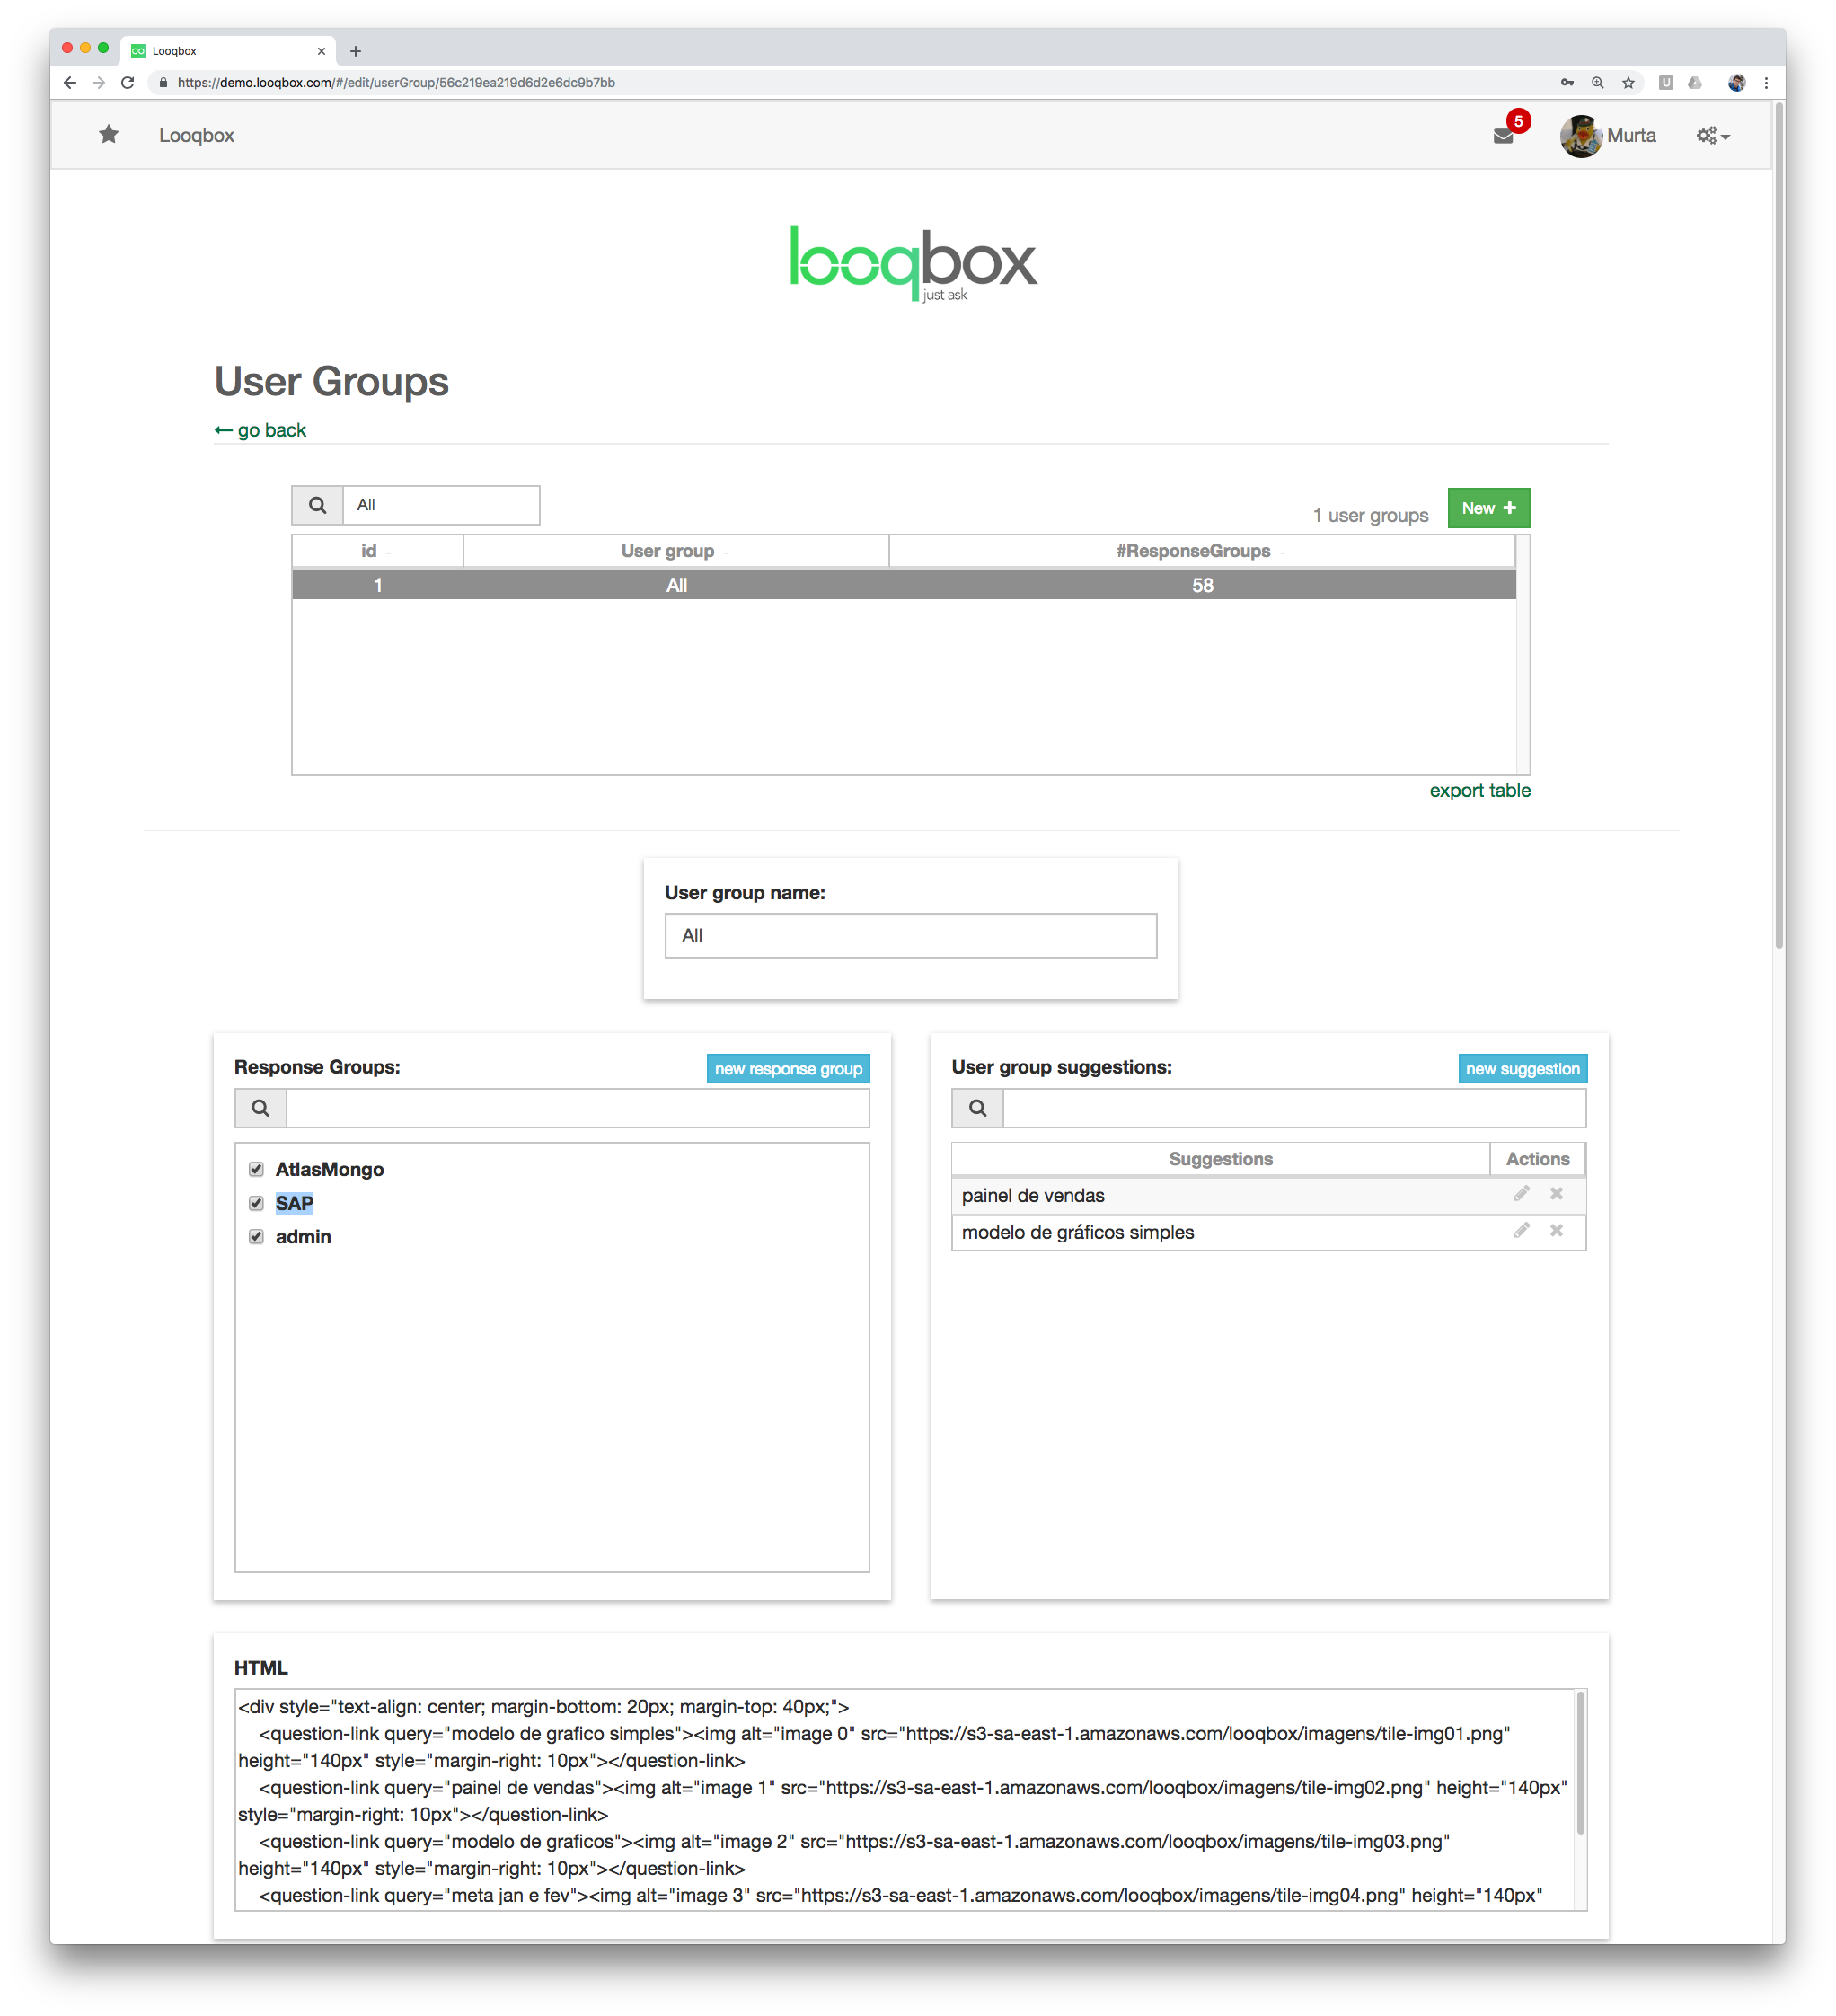 Looqbox
https://demo.looqbox.com/#/edit/userGroup/56c219ea219d6d2e6dc9b7bb
Looqbox
5
Murta
looqbox
just ask
User Groups
go back
All
1 user groups
New +
id - User group - #ResponseGroups -
1 All 58
export table
User group name:
All
Response Groups:
new response group
AtlasMongo
SAP
admin
User group suggestions:
new suggestion
Suggestions Actions
painel de vendas
modelo de gráficos simples
HTML
<div style="text-align: center; margin-bottom: 20px; margin-top: 40px;">
<question-link query="modelo de grafico simples"><img alt="image 0" src="https://s3-sa-east-1.amazonaws.com/looqbox/imagens/tile-img01.png"
height="140px" style="margin-right: 10px"></question-link>
<question-link query="painel de vendas"><img alt="image 1" src="https://s3-sa-east-1.amazonaws.com/looqbox/imagens/tile-img02.png" height="140px"
style="margin-right: 10px"></question-link>
<question-link query="modelo de graficos"><img alt="image 2" src="https://s3-sa-east-1.amazonaws.com/looqbox/imagens/tile-img03.png"
height="140px" style="margin-right: 10px"></question-link>
<question-link query="meta jan e fev"><img alt="image 3" src="https://s3-sa-east-1.amazonaws.com/looqbox/imagens/tile-img04.png" height="140px"